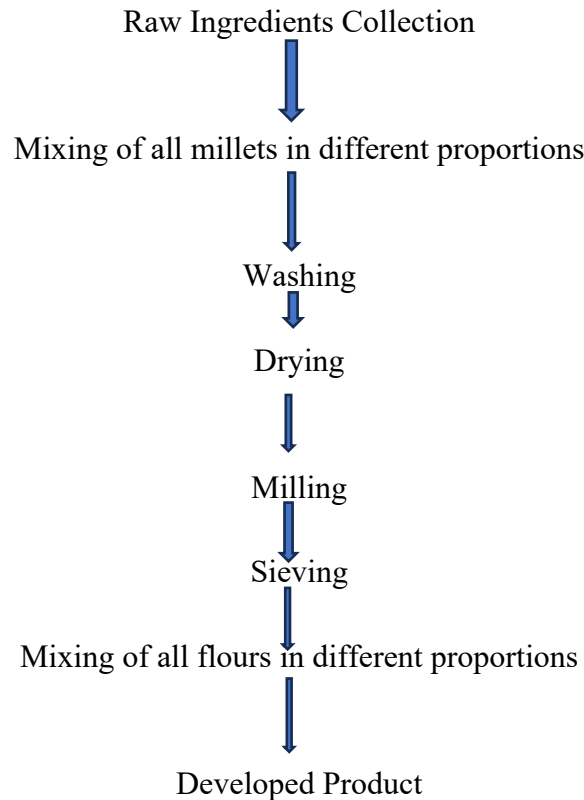 Raw Ingredients Collection
Mixing of all millets in different proportions
Washing
Drying
Milling
Sieving
Mixing of all flours in different proportions
Developed Product